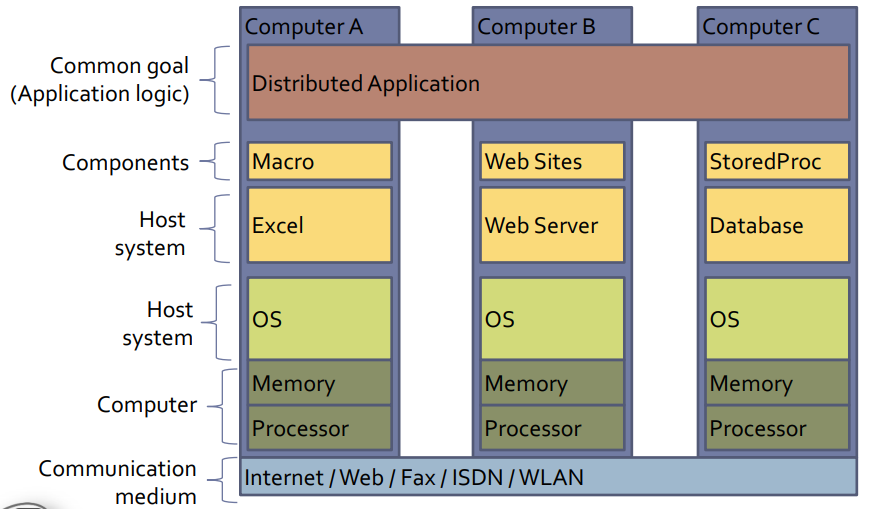 Computer A
Computer B
Computer C
Common goal
(Application logic)
Distributed Application
Components
Macro
Web Sites
StoredProc
Host
system
Excel
Web Server
Database
Host
system
OS
OS
OS
Computer
Memory
Memory
Memory
Processor
Processor
Processor
Communication
medium
Internet / Web / Fax / ISDN / WLAN